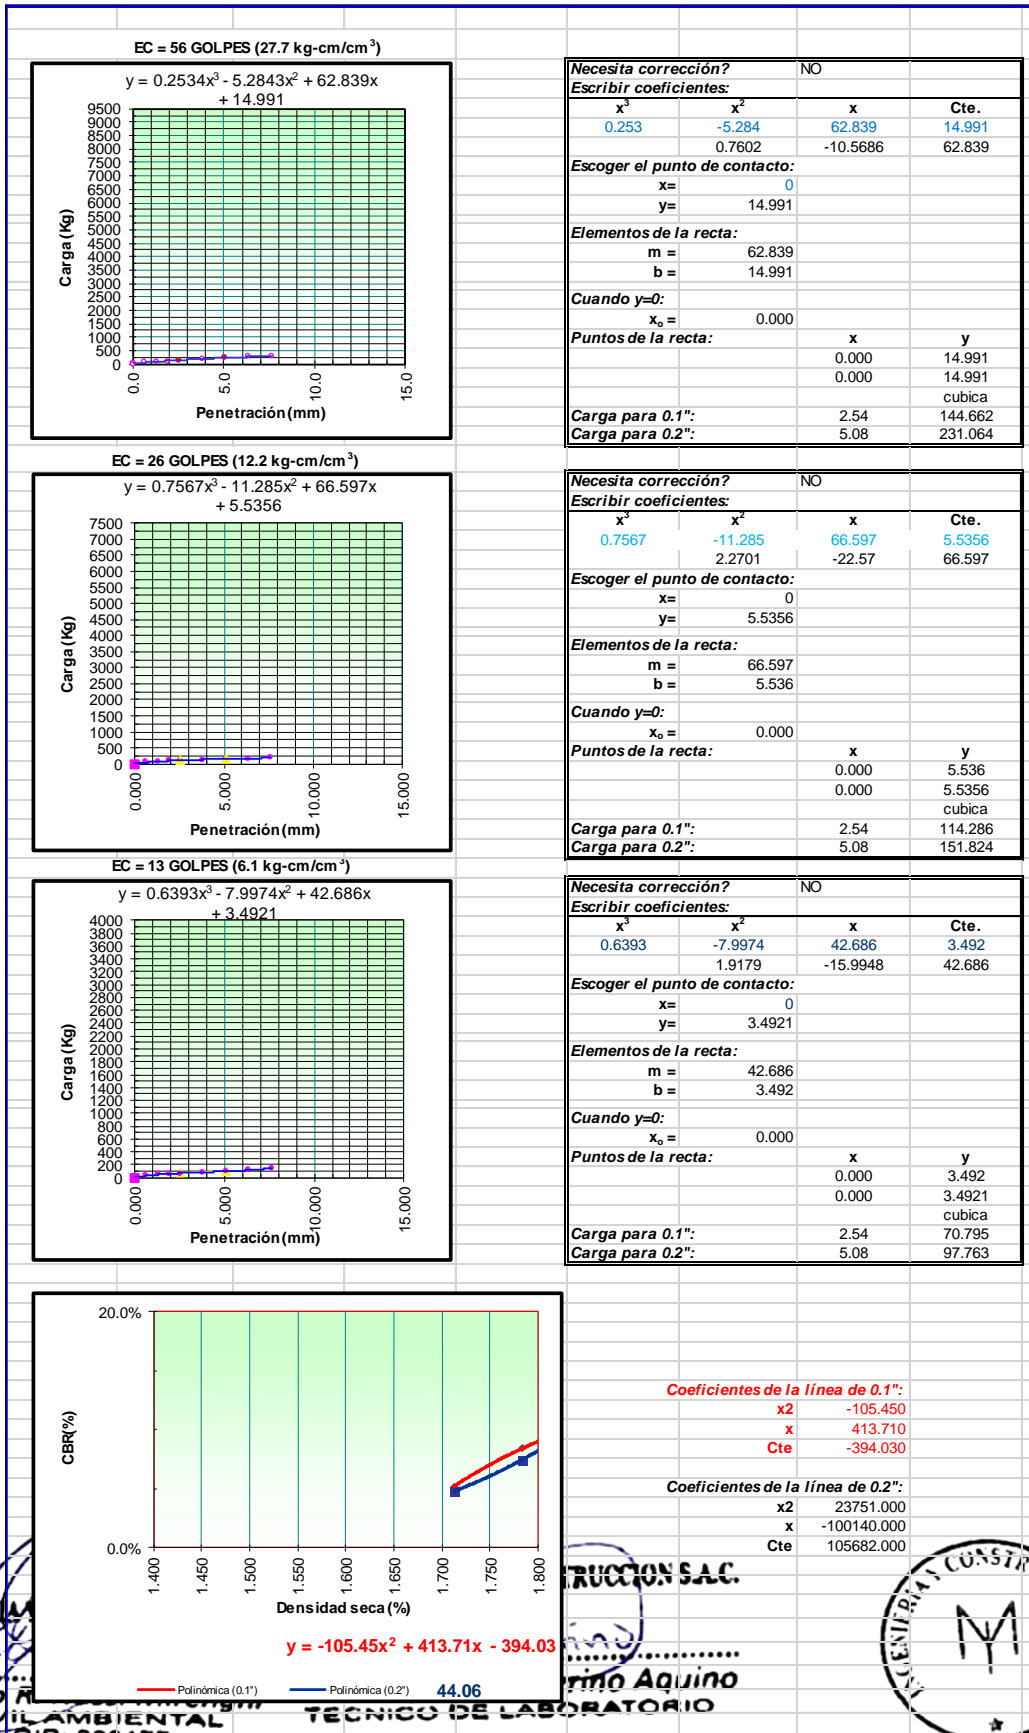 EC = 56 GOLPES (27.7 kg-cm/cm³)
y = 0.2534x³ - 5.2843x² + 62.839x
+ 14.991
9500
9000
8500
8000
7500
7000
6500
6000
5500
5000
4500
4000
3500
3000
2500
2000
1500
1000
500
0
Carga (Kg)
0.0 5.0 10.0 15.0
Penetración (mm)
Necesita corrección? NO
Escribir coeficientes:
x³ x² x Cte.
0.253 -5.284 62.839 14.991
0.7602 -10.5686 62.839
Escoger el punto de contacto:
x= 0
y= 14.991
Elementos de la recta:
m = 62.839
b = 14.991
Cuando y=0:
xₒ = 0.000
Puntos de la recta: x y
0.000 14.991
0.000 14.991
cubica
Carga para 0.1": 2.54 144.662
Carga para 0.2": 5.08 231.064
EC = 26 GOLPES (12.2 kg-cm/cm³)
y = 0.7567x³ - 11.285x² + 66.597x
+ 5.5356
7500
7000
6500
6000
5500
5000
4500
4000
3500
3000
2500
2000
1500
1000
500
0
Carga (Kg)
0.000 5.000 10.000 15.000
Penetración (mm)
Necesita corrección? NO
Escribir coeficientes:
x³ x² x Cte.
0.7567 -11.285 66.597 5.5356
2.2701 -22.57 66.597
Escoger el punto de contacto:
x= 0
y= 5.5356
Elementos de la recta:
m = 66.597
b = 5.536
Cuando y=0:
xₒ = 0.000
Puntos de la recta: x y
0.000 5.536
0.000 5.5356
cubica
Carga para 0.1": 2.54 114.286
Carga para 0.2": 5.08 151.824
EC = 13 GOLPES (6.1 kg-cm/cm³)
y = 0.6393x³ - 7.9974x² + 42.686x
+ 3.4921
4000
3800
3600
3400
3200
3000
2800
2600
2400
2200
2000
1800
1600
1400
1200
1000
800
600
400
200
0
Carga (Kg)
0.000 5.000 10.000 15.000
Penetración (mm)
Necesita corrección? NO
Escribir coeficientes:
x³ x² x Cte.
0.6393 -7.9974 42.686 3.492
1.9179 -15.9948 42.686
Escoger el punto de contacto:
x= 0
y= 3.4921
Elementos de la recta:
m = 42.686
b = 3.492
Cuando y=0:
xₒ = 0.000
Puntos de la recta: x y
0.000 3.492
0.000 3.4921
cubica
Carga para 0.1": 2.54 70.795
Carga para 0.2": 5.08 97.763
20.0%
0.0%
CBR(%)
1.400 1.450 1.500 1.550 1.600 1.650 1.700 1.750 1.800
Densidad seca (%)
y = -105.45x² + 413.71x - 394.03
Polinómica (0.1") Polinómica (0.2") 44.06
Coeficientes de la línea de 0.1":
x2 -105.450
x 413.710
Cte -394.030
Coeficientes de la línea de 0.2":
x2 23751.000
x -100140.000
Cte 105682.000
RUCCION S.A.C.
Aquino
TECNICO DE LABORATORIO
AMBIENTAL